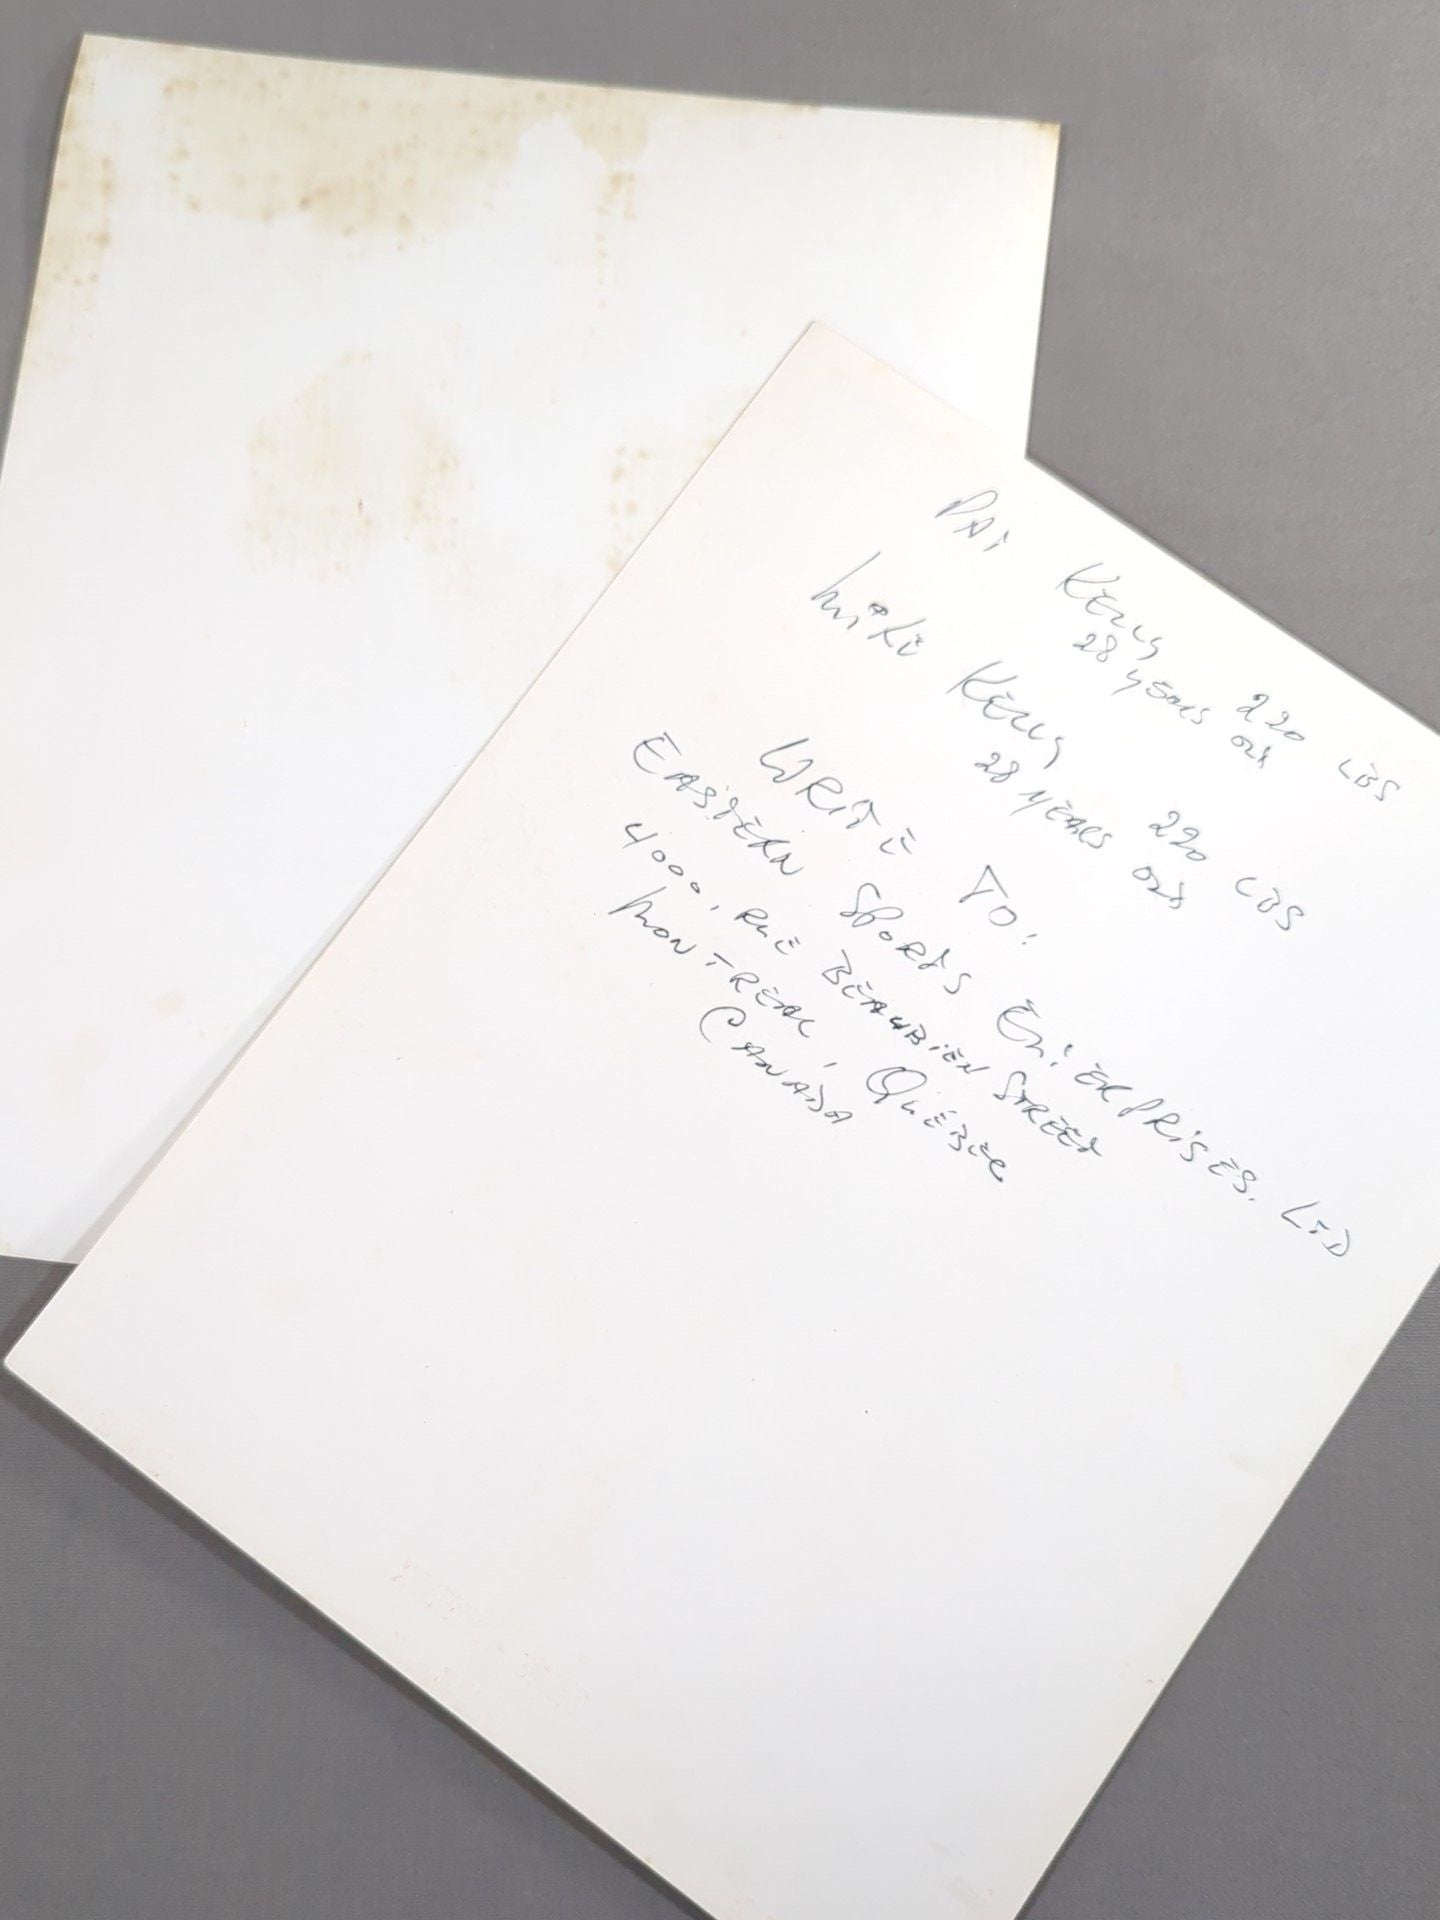 PAT KELLY 220 LBS
28 YEARS OLD
MIKE KELLY 220 LBS
28 YEARS OLD
WRITE TO:
EASTERN SPORTS ENTERPRISES. LTD
4000, RUE BEAUBIEN STREET
MONTREAL, QUÉBEC
CANADA